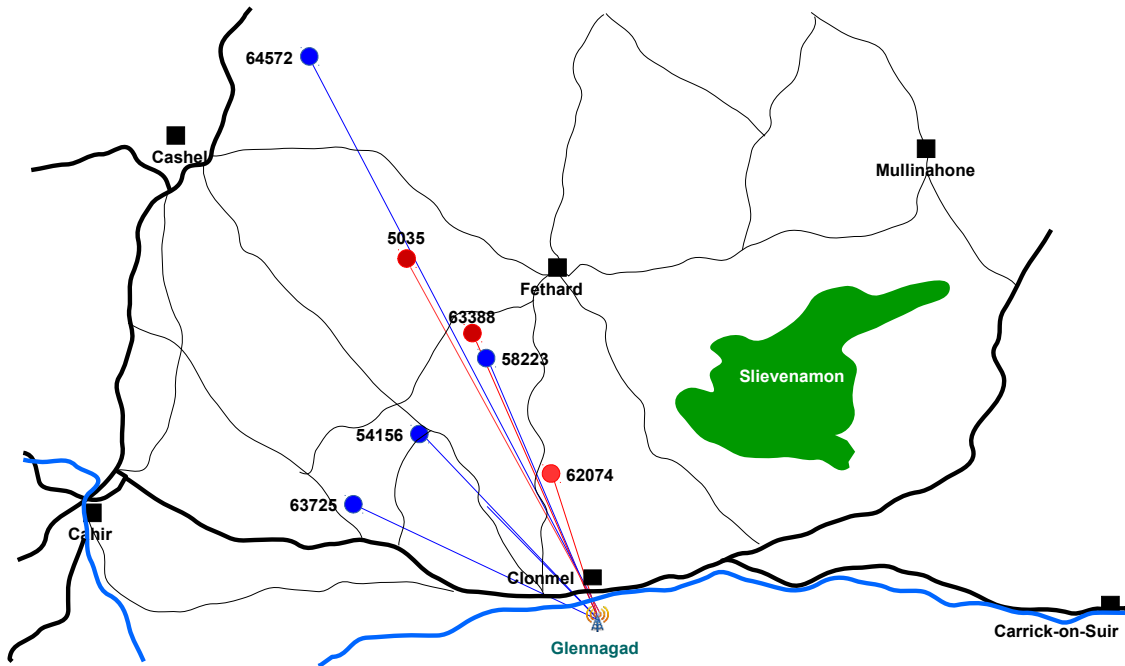 64572
Cashel
Mullinahone
5035
Fethard
63388
58223
Slievenamon
54156
62074
63725
Cahir
Clonmel
Carrick-on-Suir
Glennagad